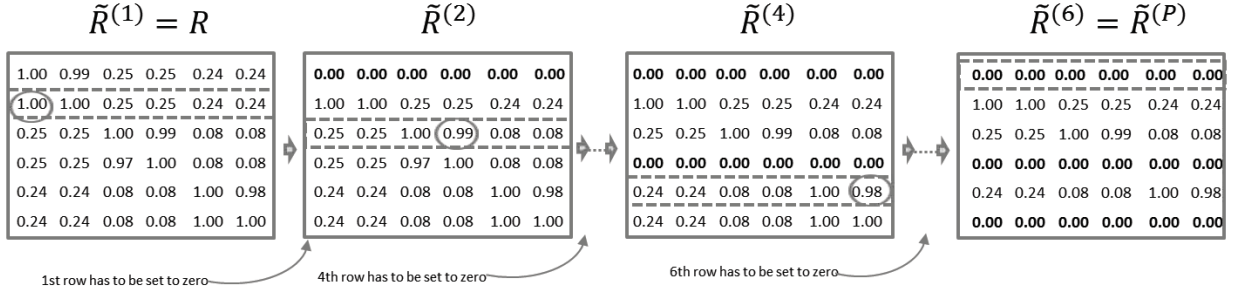 R̃⁽¹⁾ = R R̃⁽²⁾ R̃⁽⁴⁾ R̃⁽⁶⁾ = R̃⁽ᴾ⁾
1.00 0.99 0.25 0.25 0.24 0.24 0.00 0.00 0.00 0.00 0.00 0.00 0.00 0.00 0.00 0.00 0.00 0.00 0.00 0.00 0.00 0.00 0.00 0.00
1.00 1.00 0.25 0.25 0.24 0.24 1.00 1.00 0.25 0.25 0.24 0.24 1.00 1.00 0.25 0.25 0.24 0.24 1.00 1.00 0.25 0.25 0.24 0.24
0.25 0.25 1.00 0.99 0.08 0.08 0.25 0.25 1.00 0.99 0.08 0.08 0.25 0.25 1.00 0.99 0.08 0.08 0.25 0.25 1.00 0.99 0.08 0.08
0.25 0.25 0.97 1.00 0.08 0.08 0.25 0.25 0.97 1.00 0.08 0.08 0.00 0.00 0.00 0.00 0.00 0.00 0.00 0.00 0.00 0.00 0.00 0.00
0.24 0.24 0.08 0.08 1.00 0.98 0.24 0.24 0.08 0.08 1.00 0.98 0.24 0.24 0.08 0.08 1.00 0.98 0.24 0.24 0.08 0.08 1.00 0.98
0.24 0.24 0.08 0.08 1.00 1.00 0.24 0.24 0.08 0.08 1.00 1.00 0.24 0.24 0.08 0.08 1.00 1.00 0.00 0.00 0.00 0.00 0.00 0.00
1st row has to be set to zero 4th row has to be set to zero 6th row has to be set to zero